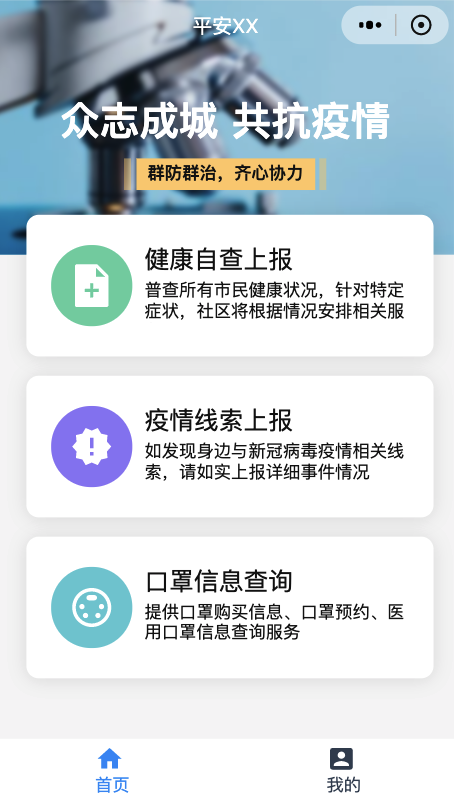 平安XX
众志成城 共抗疫情
群防群治，齐心协力
健康自查上报
普查所有市民健康状况，针对特定
症状，社区将根据情况安排相关服
疫情线索上报
如发现身边与新冠病毒疫情相关线
索，请如实上报详细事件情况
口罩信息查询
提供口罩购买信息、口罩预约、医
用口罩信息查询服务
首页
我的